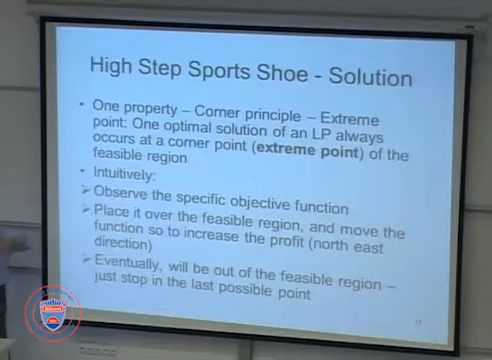 High Step Sports Shoe - Solution
• One property – Corner principle – Extreme
point: One optimal solution of an LP always
occurs at a corner point (extreme point) of the
feasible region
• Intuitively:
➢ Observe the specific objective function
➢ Place it over the feasible region, and move the
function so to increase the profit (north east
direction)
➢ Eventually, will be out of the feasible region –
just stop in the last possible point
11